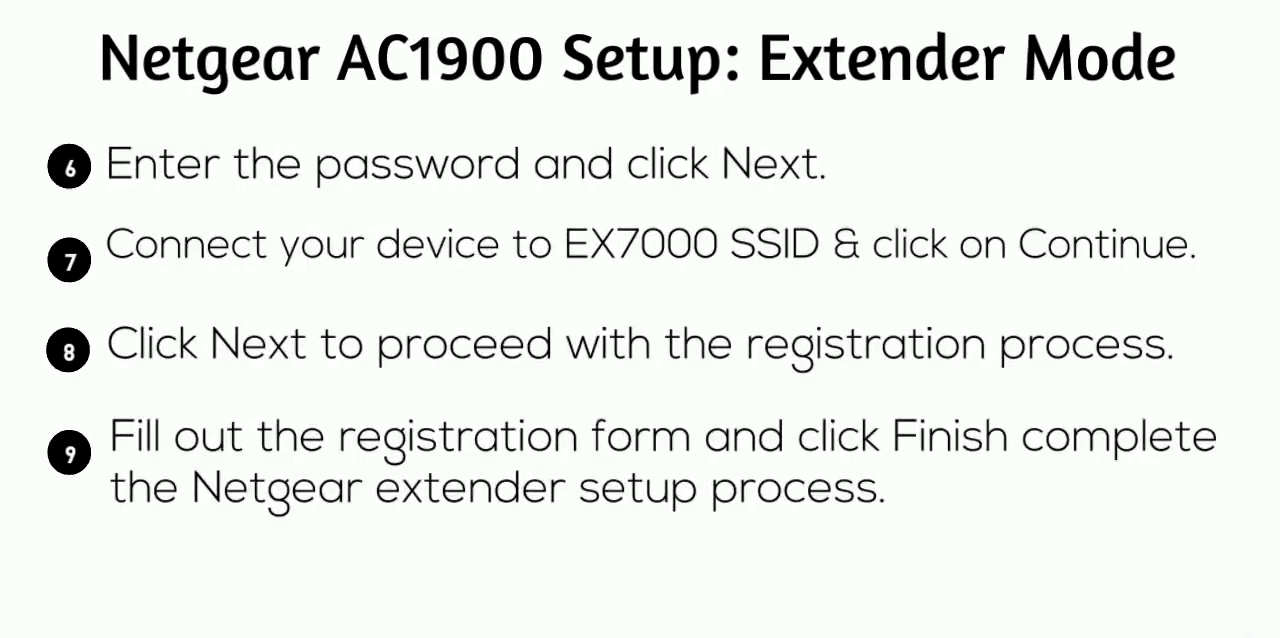 Netgear AC1900 Setup: Extender Mode
6 Enter the password and click Next.
7 Connect your device to EX7000 SSID & click on Continue.
8 Click Next to proceed with the registration process.
9 Fill out the registration form and click Finish complete
the Netgear extender setup process.